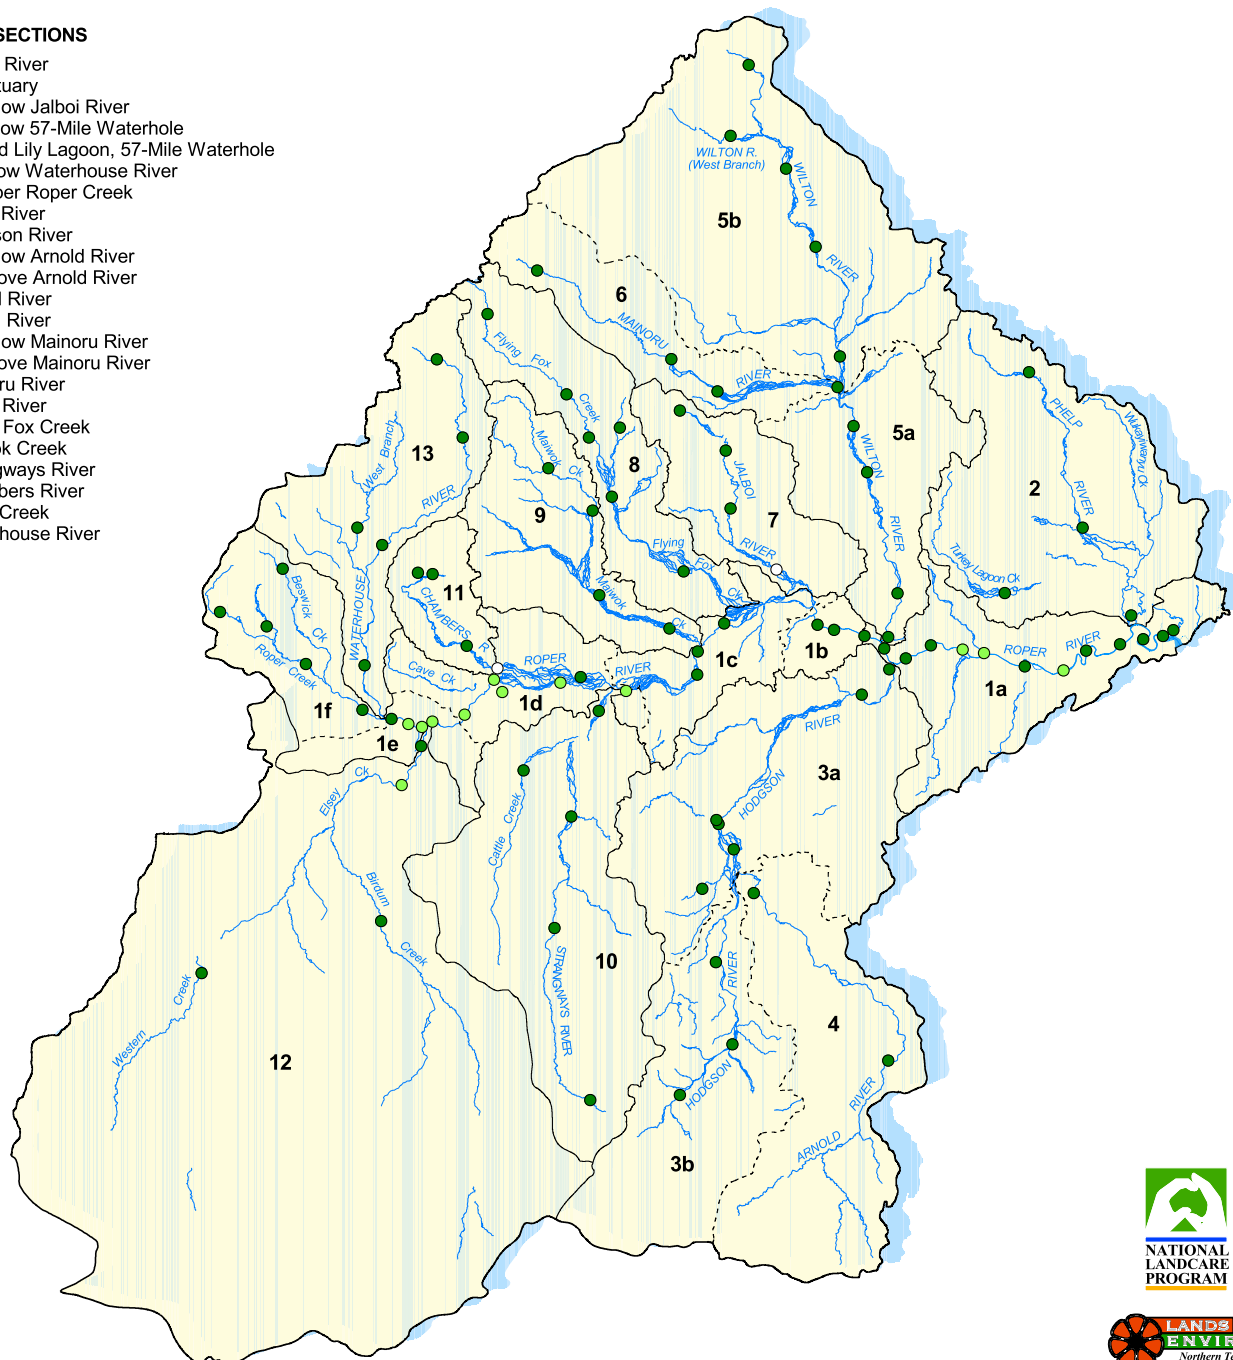 SECTIONS
River
tuary
ow Jalboi River
ow 57-Mile Waterhole
d Lily Lagoon, 57-Mile Waterhole
ow Waterhouse River
per Roper Creek
River
son River
ow Arnold River
ove Arnold River
l River
River
ow Mainoru River
ove Mainoru River
ru River
River
Fox Creek
ok Creek
gways River
bers River
Creek
house River
WILTON R.
(West Branch)
WILTON
RIVER
5b
6
MAINORU
RIVER
Flying Fox
Creek
13
West Branch
RIVER
WATERHOUSE
Maiwok Ck
8
9
Flying
Fox
Ck
Maiwok
Ck
JALBOI
RIVER
7
5a
WILTON
RIVER
2
PHELP
RIVER
Wukayiwangyu CK
Turkey Lagoon Ck
11
CHAMBERS
R
Beswick
Ck
Roper Creek
Cave Ck
ROPER
RIVER
1f
1e
1d
1c
1b
ROPER
RIVER
1a
RIVER
HODGSON
3a
Elsey
Ck
Cattle Creek
Birdum
Creek
Western
Creek
STRANGWAYS RIVER
10
RIVER
HODGSON
4
12
3b
ARNOLD
RIVER
NATIONAL
LANDCARE
PROGRAM
LANDS
ENVIR
Northern Te